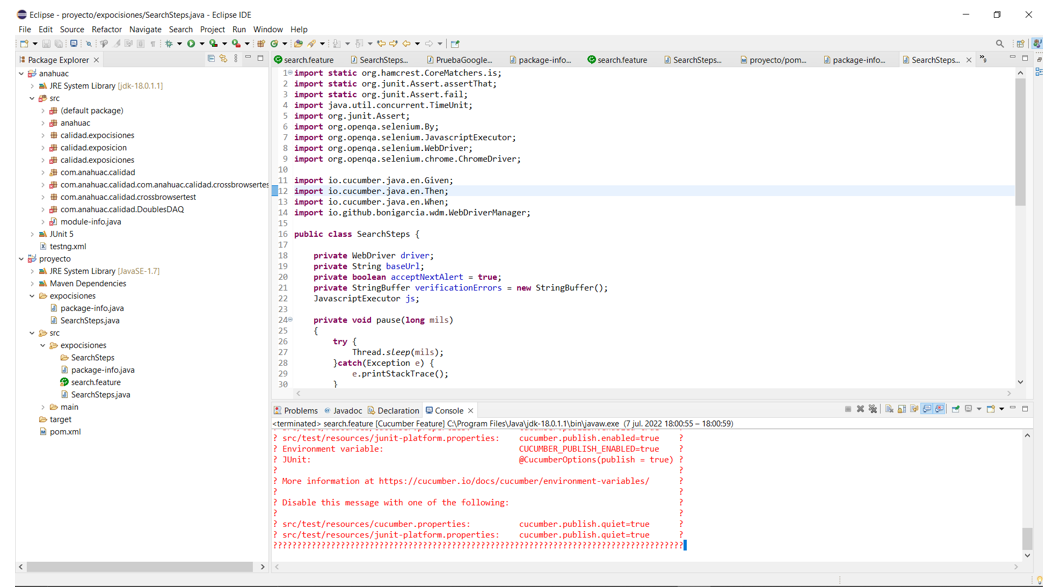 Eclipse - proyecto/expociones/SearchSteps.java - Eclipse IDE
File Edit Source Refactor Navigate Search Project Run Window Help
Package Explorer
search.feature SearchSteps... PruebaGoogle... package-info... search.feature SearchSteps... proyecto/pom... package-info... SearchSteps...
anahuac
JRE System Library [jdk-18.0.1.1]
src
(default package)
anahuac
calidad.expocisiones
calidad.exposicion
calidad.exposiciones
com.anahuac.calidad
com.anahuac.calidad.com.anahuac.calidad.crossbrowsertes
com.anahuac.calidad.crossbrowsertest
com.anahuac.calidad.DoublesDAQ
module-info.java
JUnit 5
testng.xml
proyecto
JRE System Library [JavaSE-1.7]
Maven Dependencies
expocisiones
package-info.java
SearchSteps.java
src
expocisiones
SearchSteps
package-info.java
search.feature
SearchSteps.java
main
target
pom.xml
1 import static org.hamcrest.CoreMatchers.is;
2 import static org.junit.Assert.assertThat;
3 import static org.junit.Assert.fail;
4 import java.util.concurrent.TimeUnit;
5 import org.junit.Assert;
6 import org.openqa.selenium.By;
7 import org.openqa.selenium.JavascriptExecutor;
8 import org.openqa.selenium.WebDriver;
9 import org.openqa.selenium.chrome.ChromeDriver;
10
11 import io.cucumber.java.en.Given;
12 import io.cucumber.java.en.Then;
13 import io.cucumber.java.en.When;
14 import io.github.bonigarcia.wdm.WebDriverManager;
15
16 public class SearchSteps {
17
18 private WebDriver driver;
19 private String baseUrl;
20 private boolean acceptNextAlert = true;
21 private StringBuffer verificationErrors = new StringBuffer();
22 JavascriptExecutor js;
23
24 private void pause(long mils)
25 {
26 try {
27 Thread.sleep(mils);
28 }catch(Exception e) {
29 e.printStackTrace();
30 }
Problems Javadoc Declaration Console
<terminated> search.feature [Cucumber Feature] C:\Program Files\Java\jdk-18.0.1.1\bin\javaw.exe (7 jul. 2022 18:00:55 – 18:00:59)
? src/test/resources/junit-platform.properties: cucumber.publish.enabled=true ?
? Environment variable: CUCUMBER_PUBLISH_ENABLED=true ?
? JUnit: @CucumberOptions(publish = true) ?
? ?
? More information at https://cucumber.io/docs/cucumber/environment-variables/ ?
? ?
? Disable this message with one of the following: ?
? ?
? src/test/resources/cucumber.properties: cucumber.publish.quiet=true ?
? src/test/resources/junit-platform.properties: cucumber.publish.quiet=true ?